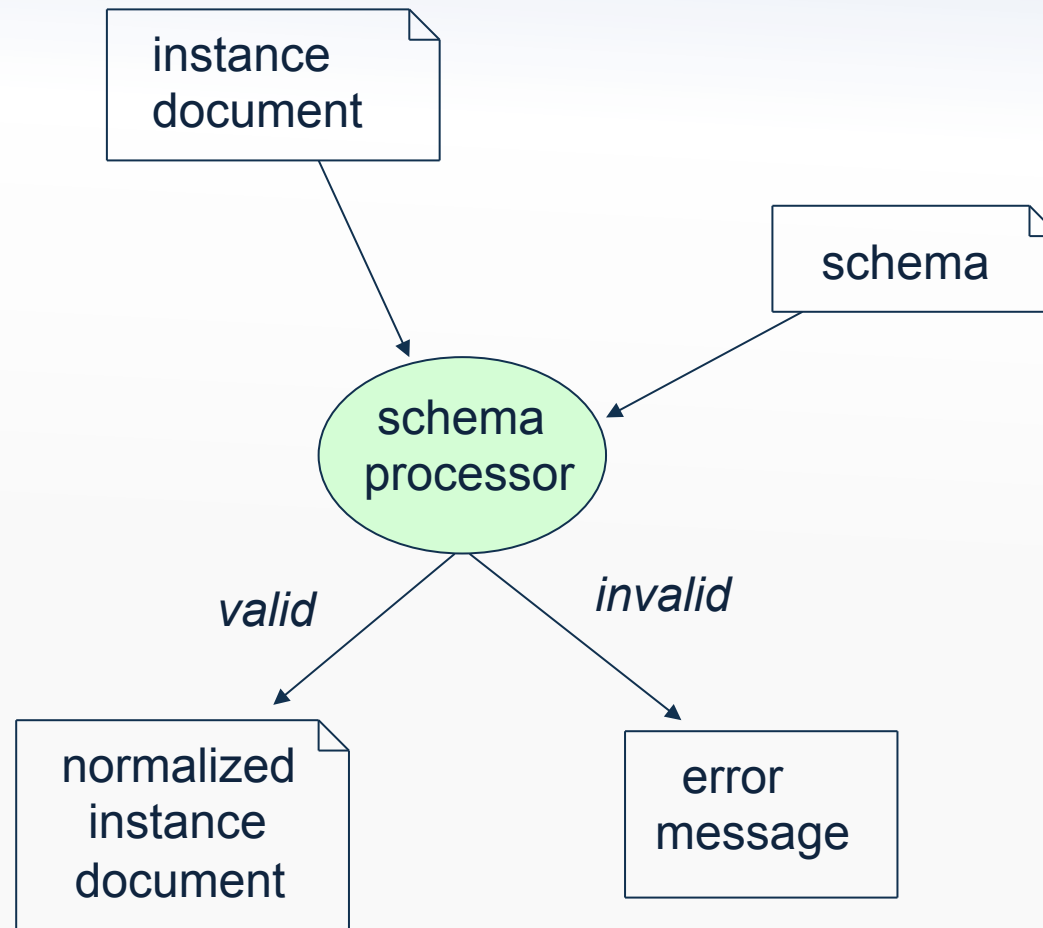 instance
document
schema
schema
processor
valid
invalid
normalized
instance
document
error
message